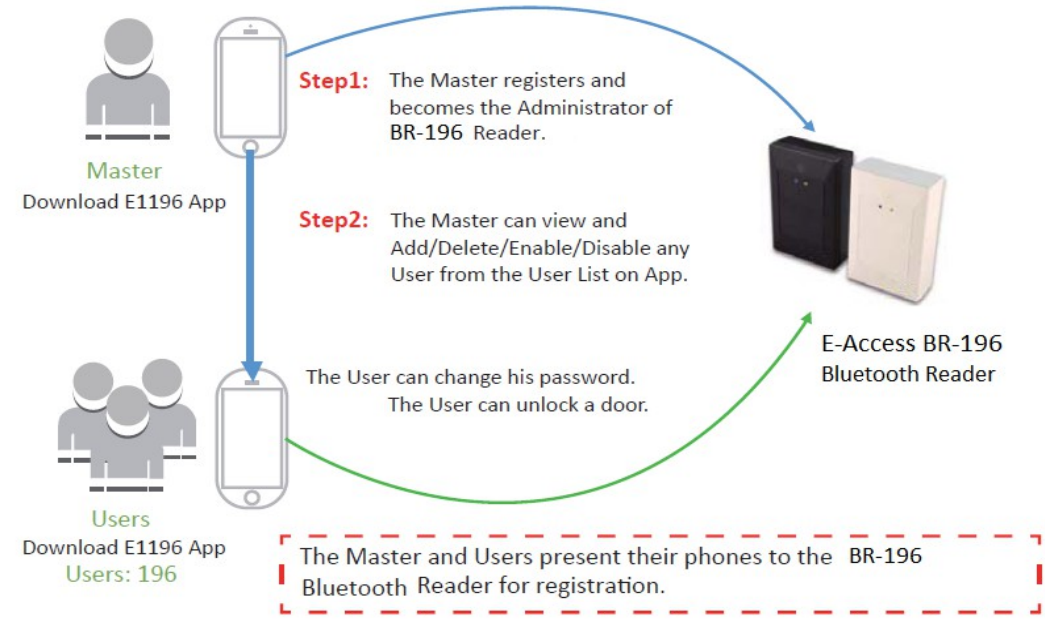 Step1: The Master registers and
becomes the Administrator of
BR-196 Reader.
Master
Download E1196 App
Step2: The Master can view and
Add/Delete/Enable/Disable any
User from the User List on App.
E-Access BR-196
Bluetooth Reader
The User can change his password.
The User can unlock a door.
Users
Download E1196 App
Users: 196
The Master and Users present their phones to the BR-196
Bluetooth Reader for registration.